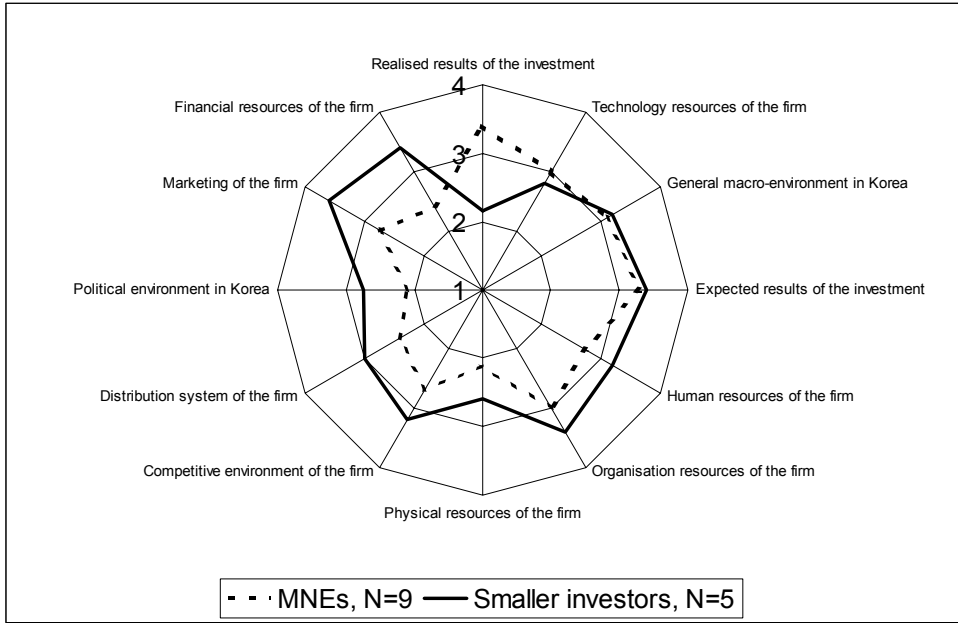 Realised results of the investment
4
Financial resources of the firm
Technology resources of the firm
3
Marketing of the firm
General macro-environment in Korea
2
Political environment in Korea
1
Expected results of the investment
Distribution system of the firm
Human resources of the firm
Competitive environment of the firm
Organisation resources of the firm
Physical resources of the firm
MNEs, N=9 Smaller investors, N=5